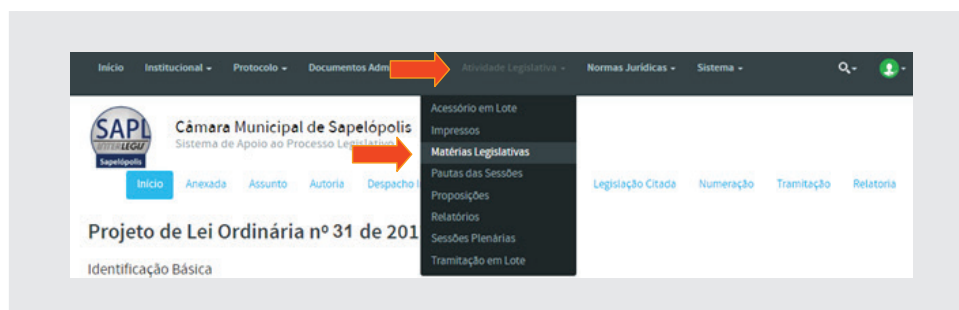 Início Institucional Protocolo Documentos Adm Atividade Legislativa Normas Jurídicas Sistema
Acessório em Lote
Impressos
Matérias Legislativas
Pautas das Sessões
Proposições
Relatórios
Sessões Plenárias
Tramitação em Lote
SAPL
INTERLEGIS
Sapelópolis
Câmara Municipal de Sapelópolis
Sistema de Apoio ao Processo Legislativo
Início Anexada Assunto Autoria Despacho Legislação Citada Numeração Tramitação Relatoria
Projeto de Lei Ordinária nº 31 de 201
Identificação Básica